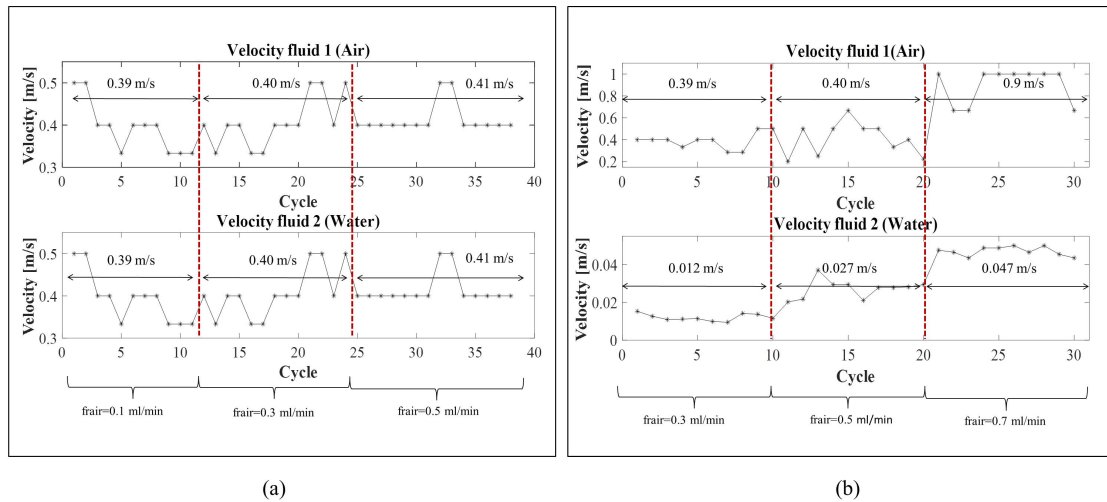 Velocity fluid 1 (Air)
Velocity [m/s]
0.5
0.4
0.3
0.39 m/s
0.40 m/s
0.41 m/s
0 5 10 15 20 25 30 35 40
Cycle
Velocity fluid 2 (Water)
Velocity [m/s]
0.5
0.4
0.3
0.39 m/s
0.40 m/s
0.41 m/s
0 5 10 15 20 25 30 35 40
Cycle
frair=0.1 ml/min
frair=0.3 ml/min
frair=0.5 ml/min
(a)
Velocity fluid 1(Air)
Velocity [m/s]
1
0.8
0.6
0.4
0.2
0.39 m/s
0.40 m/s
0.9 m/s
0 5 10 15 20 25 30
Cycle
Velocity fluid 2 (Water)
Velocity [m/s]
0.04
0.02
0
0.012 m/s
0.027 m/s
0.047 m/s
0 5 10 15 20 25 30
Cycle
frair=0.3 ml/min
frair=0.5 ml/min
frair=0.7 ml/min
(b)